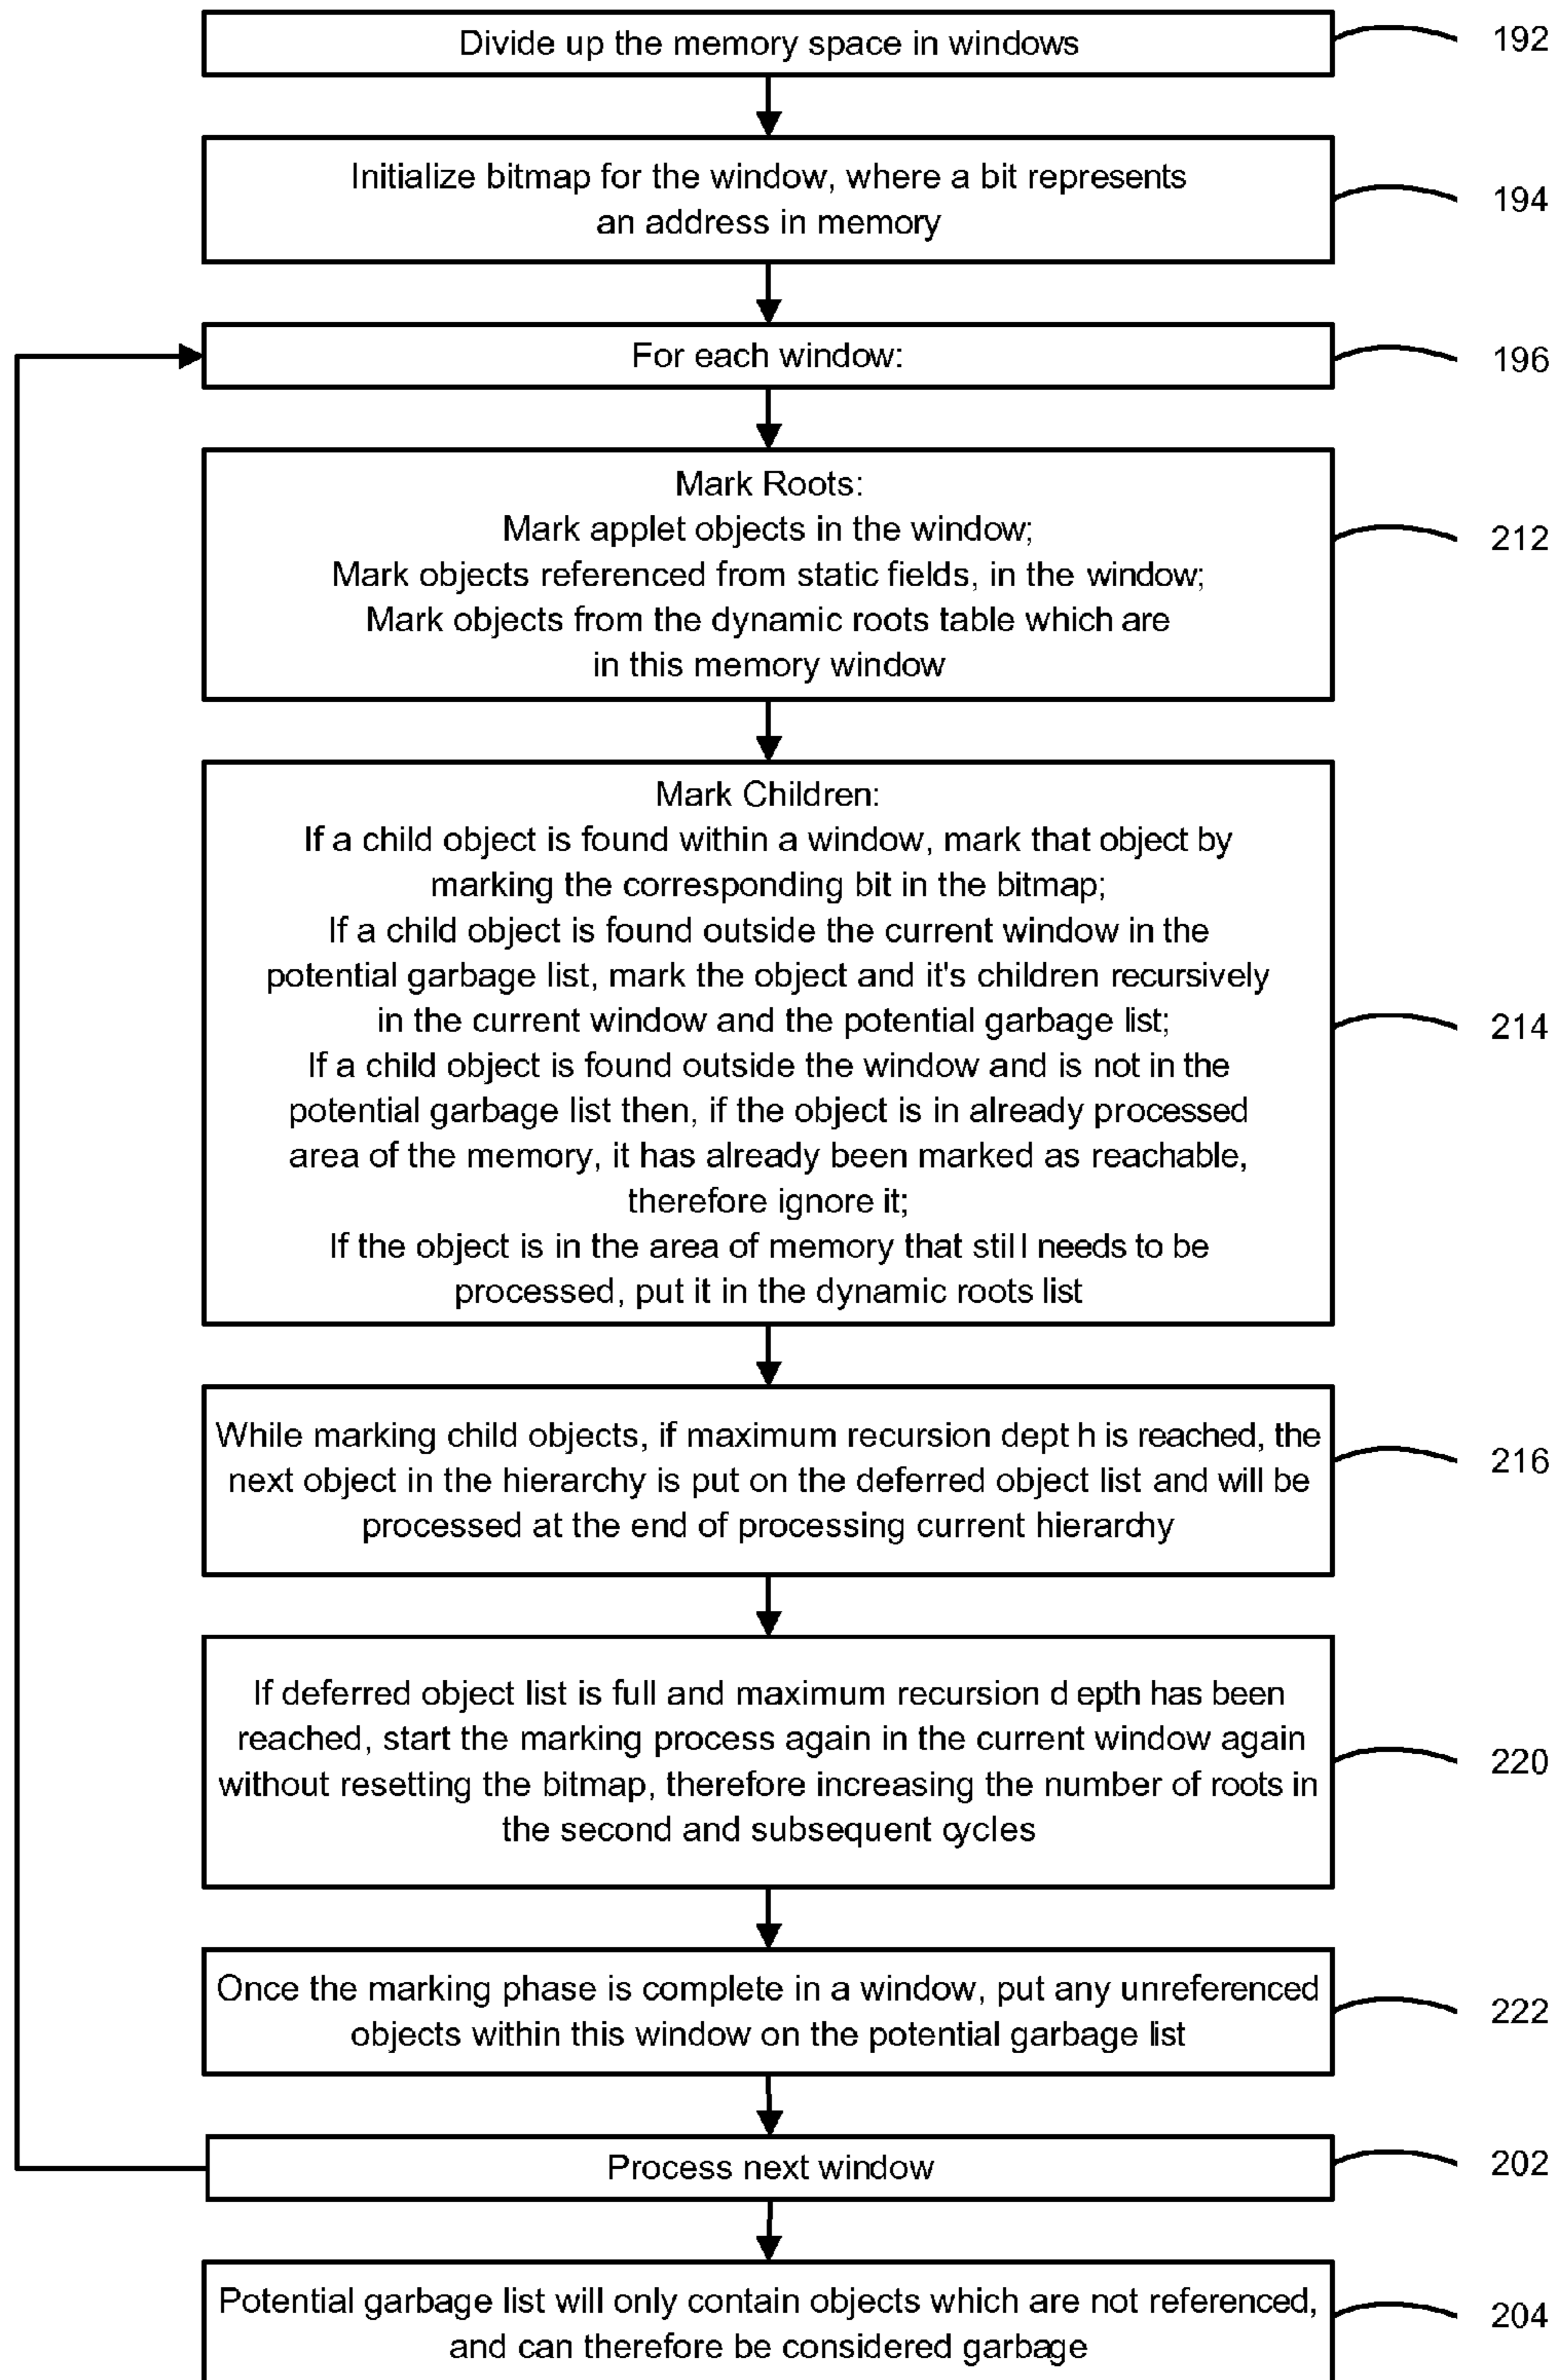 Divide up the memory space in windows
192
Initialize bitmap for the window, where a bit represents
an address in memory
194
For each window:
196
Mark Roots:
Mark applet objects in the window;
Mark objects referenced from static fields, in the window;
Mark objects from the dynamic roots table which are
in this memory window
212
Mark Children:
If a child object is found within a window, mark that object by
marking the corresponding bit in the bitmap;
If a child object is found outside the current window in the
potential garbage list, mark the object and it's children recursively
in the current window and the potential garbage list;
If a child object is found outside the window and is not in the
potential garbage list then, if the object is in already processed
area of the memory, it has already been marked as reachable,
therefore ignore it;
If the object is in the area of memory that still needs to be
processed, put it in the dynamic roots list
214
While marking child objects, if maximum recursion depth is reached, the
next object in the hierarchy is put on the deferred object list and will be
processed at the end of processing current hierarchy
216
If deferred object list is full and maximum recursion depth has been
reached, start the marking process again in the current window again
without resetting the bitmap, therefore increasing the number of roots in
the second and subsequent cycles
220
Once the marking phase is complete in a window, put any unreferenced
objects within this window on the potential garbage list
222
Process next window
202
Potential garbage list will only contain objects which are not referenced,
and can therefore be considered garbage
204